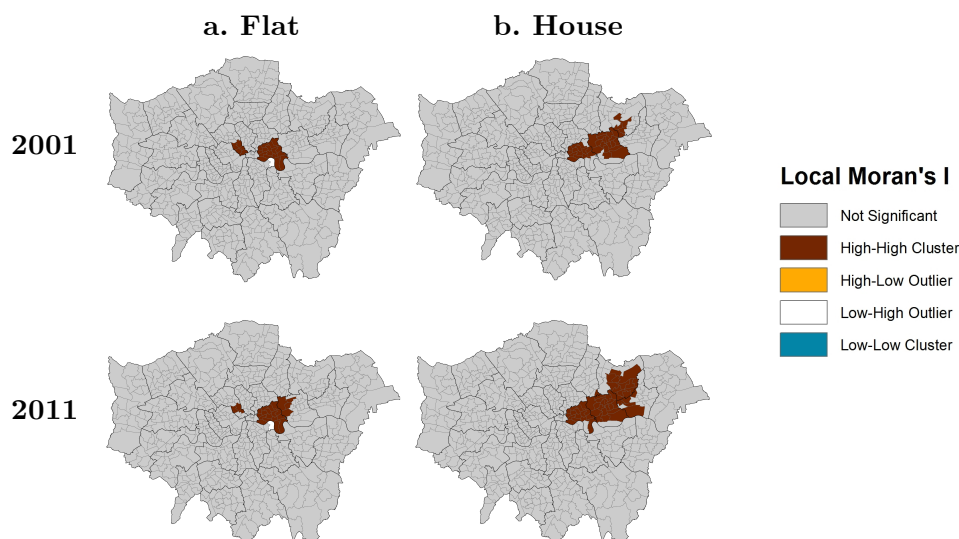 a. Flat
b. House
2001
2011
Local Moran's I
Not Significant
High-High Cluster
High-Low Outlier
Low-High Outlier
Low-Low Cluster